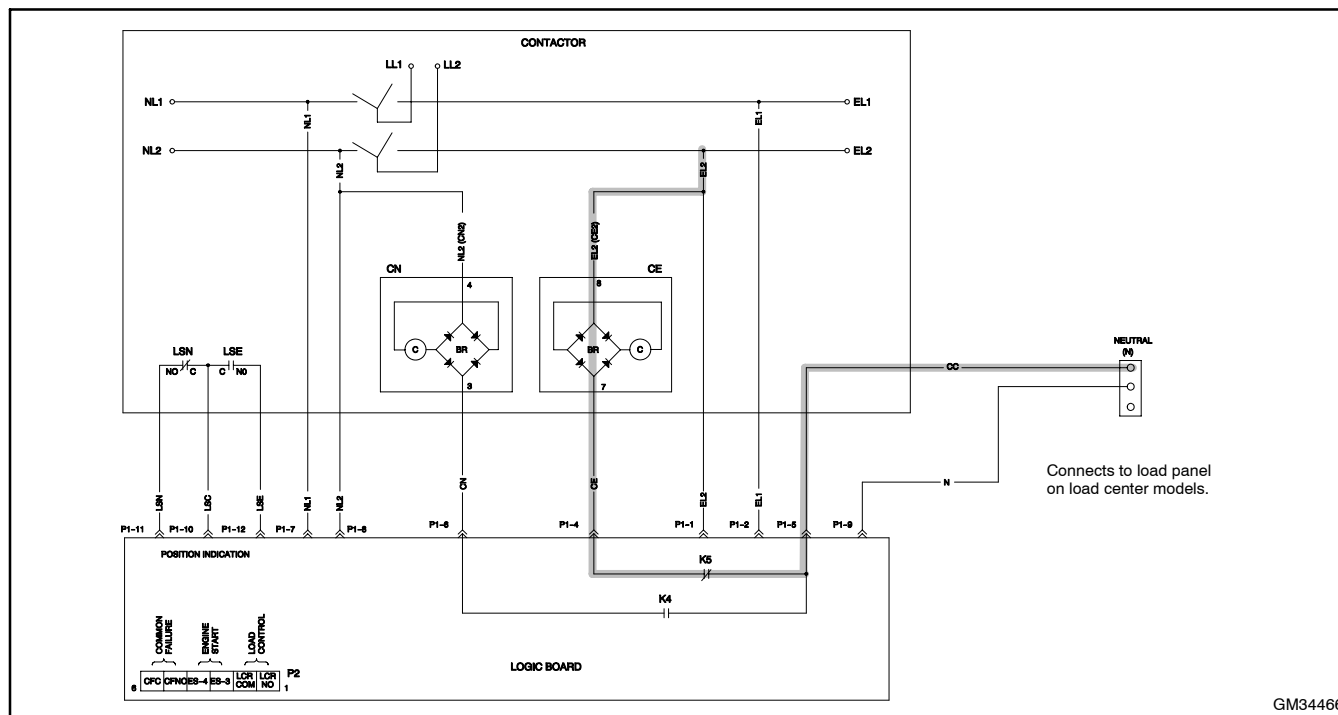 CONTACTOR
LL1 LL2
NL1 EL1
NL1 EL1
NL2 EL2
NL2 EL2
NL2 (CN2) EL2 (CE2)
CN CE
4 8
C BR BR C
3 7
LSN LSE
NO C C N0
NEUTRAL
(N)
CC
N
Connects to load panel
on load center models.
LSN LSC LSE NL1 NL2 CN CE EL2 EL1
P1-11 P1-10 P1-12 P1-7 P1-8 P1-6 P1-4 P1-1 P1-2 P1-5 P1-9
POSITION INDICATION
K5
K4
COMMON
FAILURE
ENGINE
START
LOAD
CONTROL
LOGIC BOARD
P2
6 CFC CFNO ES-4 ES-3 LCR COM LCR NO 1
GM34466